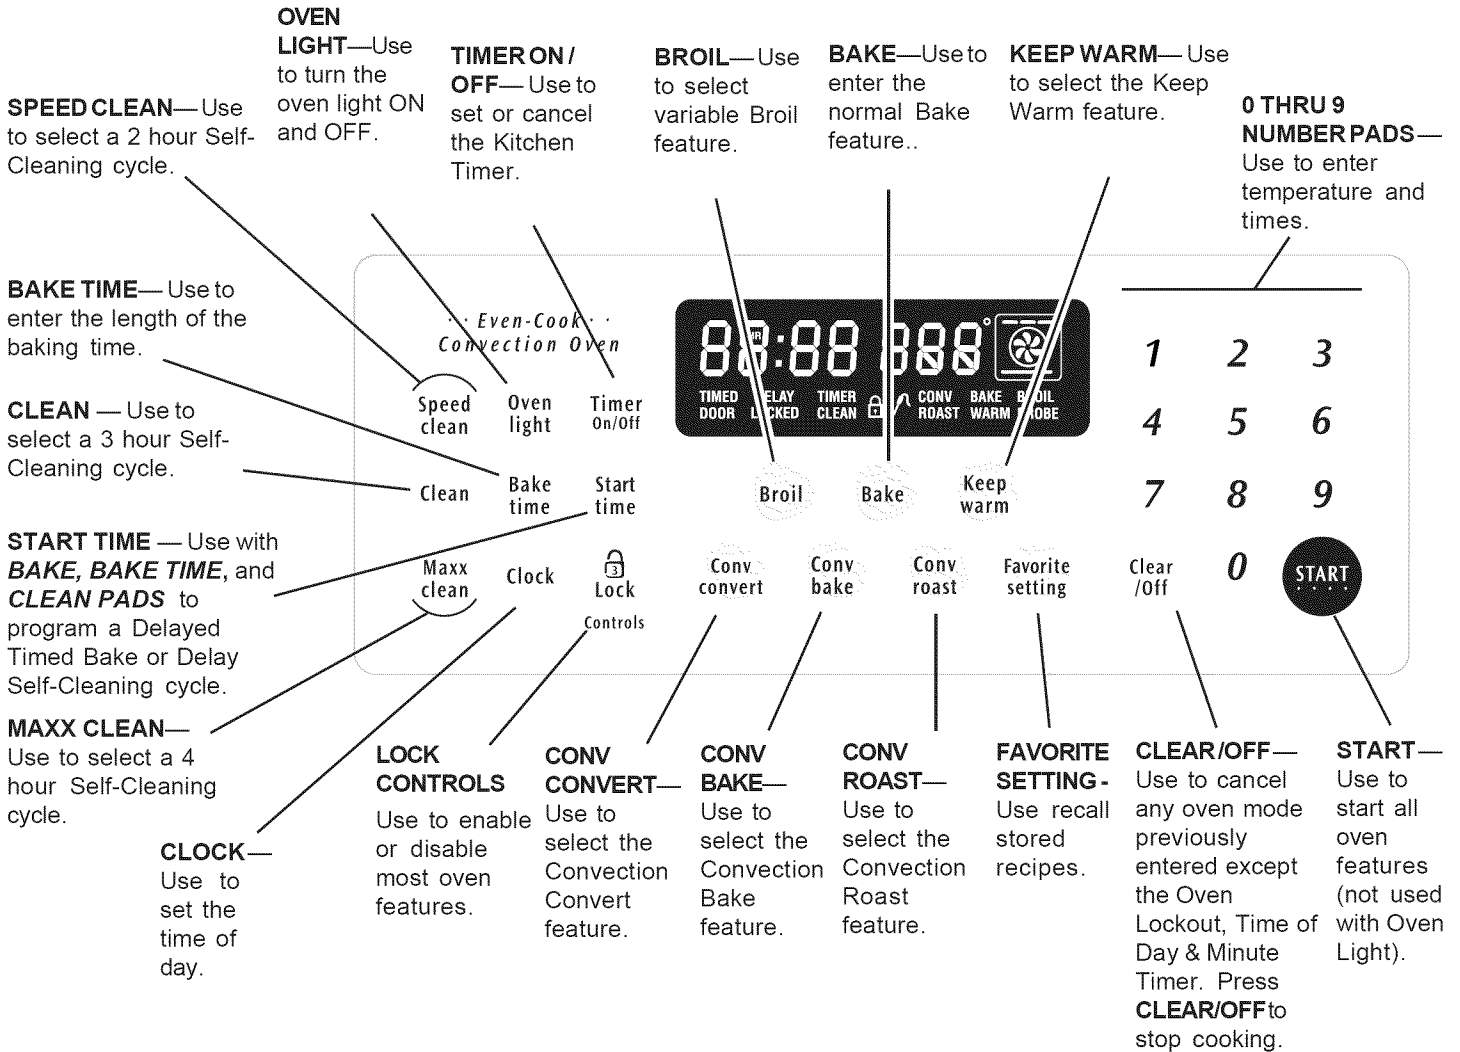 OVEN
LIGHT—Use
to turn the
oven light ON
and OFF.
TIMER ON /
OFF— Use to
set or cancel
the Kitchen
Timer.
BROIL— Use
to select
variable Broil
feature.
BAKE—Use to
enter the
normal Bake
feature..
KEEP WARM— Use
to select the Keep
Warm feature.
0 THRU 9
NUMBER PADS—
Use to enter
temperature and
times.
SPEED CLEAN— Use
to select a 2 hour Self-
Cleaning cycle.
BAKE TIME— Use to
enter the length of the
baking time.
CLEAN — Use to
select a 3 hour Self-
Cleaning cycle.
START TIME — Use with
BAKE, BAKE TIME, and
CLEAN PADS to
program a Delayed
Timed Bake or Delay
Self-Cleaning cycle.
MAXX CLEAN—
Use to select a 4
hour Self-Cleaning
cycle.
CLOCK—
Use to
set the
time of
day.
· · Even-Cook · ·
Convection Oven
Speed
clean
Oven
light
Timer
On/Off
Clean
Bake
time
Start
time
Maxx
clean
Clock
3
Lock
Controls
88:88 888°
HR
TIMED DELAY TIMER CONV BAKE BROIL
DOOR LOCKED CLEAN ROAST WARM PROBE
Broil
Bake
Keep
warm
Conv
convert
Conv
bake
Conv
roast
Favorite
setting
Clear
/Off
1 2 3
4 5 6
7 8 9
0
START
LOCK
CONTROLS
Use to enable
or disable
most oven
features.
CONV
CONVERT—
Use to
select the
Convection
Convert
feature.
CONV
BAKE—
Use to
select the
Convection
Bake
feature.
CONV
ROAST—
Use to
select the
Convection
Roast
feature.
FAVORITE
SETTING-
Use recall
stored
recipes.
CLEAR/OFF—
Use to cancel
any oven mode
previously
entered except
the Oven
Lockout, Time of
Day & Minute
Timer. Press
CLEAR/OFF to
stop cooking.
START—
Use to
start all
oven
features
(not used
with Oven
Light).